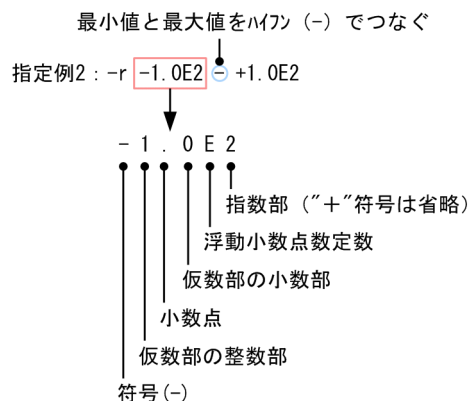 最小値と最大値をﾊｲﾌﾝ (-) でつなぐ
指定例2 : -r -1.0E2 - +1.0E2
- 1 . 0 E 2
指数部 ("＋"符号は省略)
浮動小数点数定数
仮数部の小数部
小数点
仮数部の整数部
符号(-)